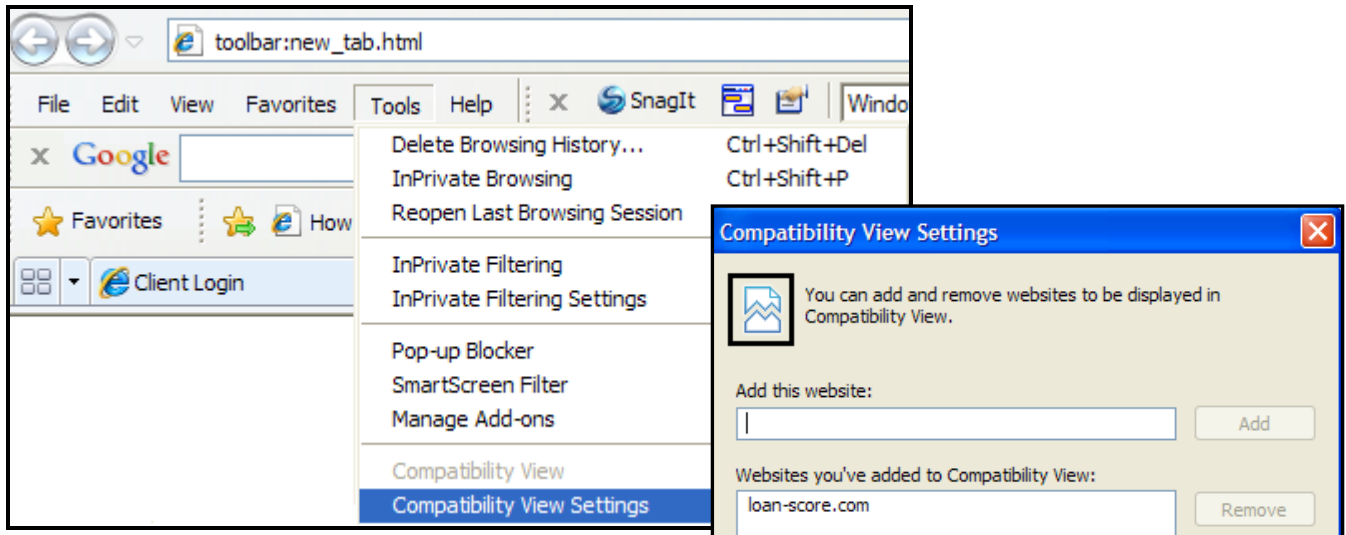 toolbar:new_tab.html
File Edit View Favorites Tools Help x SnagIt Windo
x Google
Delete Browsing History... Ctrl+Shift+Del
InPrivate Browsing Ctrl+Shift+P
Reopen Last Browsing Session
Favorites How
InPrivate Filtering
Client Login
InPrivate Filtering Settings
Pop-up Blocker
SmartScreen Filter
Manage Add-ons
Compatibility View
Compatibility View Settings
Compatibility View Settings
You can add and remove websites to be displayed in
Compatibility View.
Add this website:
Add
Websites you've added to Compatibility View:
loan-score.com
Remove